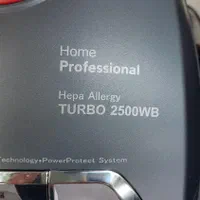 Home
Professional
Hepa Allergy
TURBO 2500WB
Technology•PowerProtect System